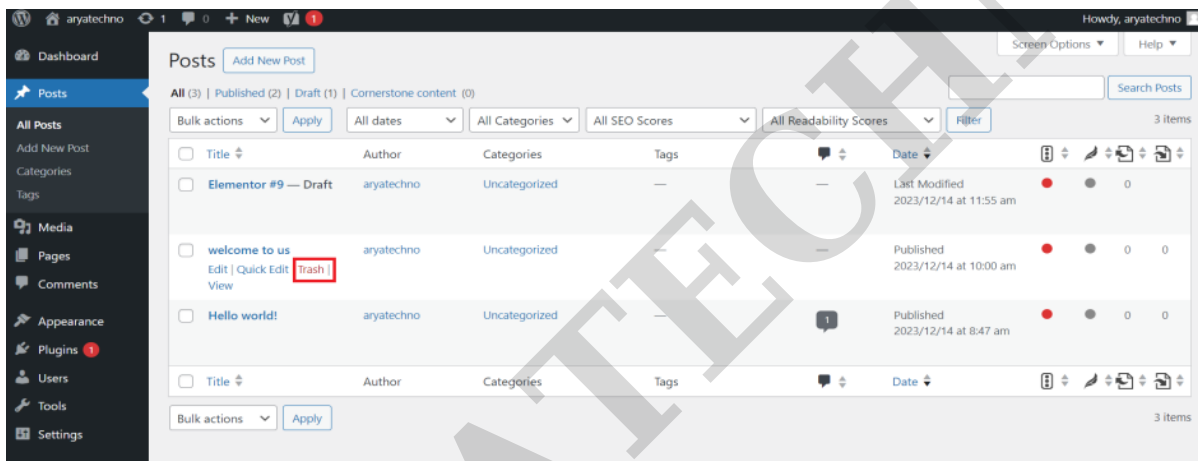 aryatechno 1 0 + New 1 Howdy, aryatechno
Screen Options Help
Dashboard
Posts Add New Post
Posts
All (3) | Published (2) | Draft (1) | Cornerstone content (0) Search Posts
Bulk actions Apply All dates All Categories All SEO Scores All Readability Scores Filter 3 items
All Posts
Add New Post
Categories
Tags
Media
Pages
Comments
Appearance
Plugins 1
Users
Tools
Settings
Title Author Categories Tags Date
Elementor #9 — Draft aryatechno Uncategorized — — Last Modified 0
2023/12/14 at 11:55 am
welcome to us aryatechno Uncategorized — — Published 0 0
Edit | Quick Edit Trash | 2023/12/14 at 10:00 am
View
Hello world! aryatechno Uncategorized — 1 Published 0 0
2023/12/14 at 8:47 am
Title Author Categories Tags Date
Bulk actions Apply 3 items
ATECH